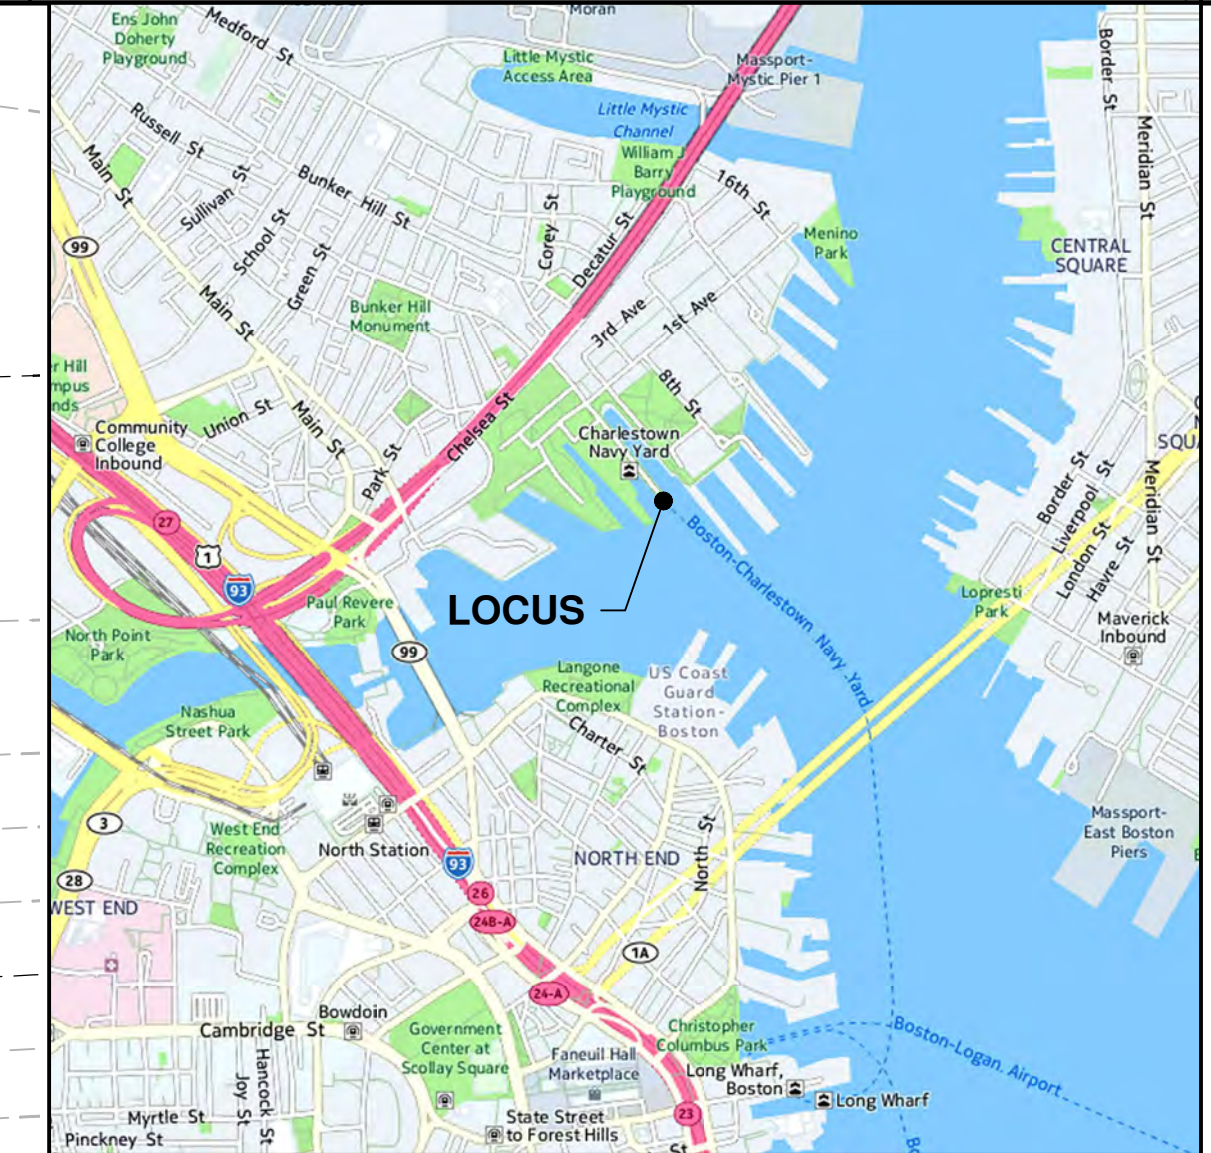 Moran
Ens John
Doherty
Playground
Medford St
Little Mystic
Access Area
Massport-
Mystic Pier 1
Border St
Little Mystic
Channel
William J
Barry
Playground
Russell St
Main St
Sullivan St
Bunker Hill St
School St
Green St
Corey St
Decatur St
16th St
Menino
Park
Meridian St
CENTRAL
SQUARE
99
Main St
Bunker Hill
Monument
3rd Ave
1st Ave
8th St
er Hill
mpus
nds
Union St
Main St
Park St
Chelsea St
Community
College
Inbound
Charlestown
Navy Yard
SQU
Border St
Liverpool St
London St
Havre St
Meridian St
27
1
93
Boston-Charlestown Navy Yard
LOCUS
Paul Revere
Park
North Point
Park
99
Lopresti
Park
Maverick
Inbound
Langone
Recreational
Complex
US Coast
Guard
Station-
Boston
Nashua
Street Park
Charter St
3
West End
Recreation
Complex
North Station
93
NORTH END
North St
Massport-
East Boston
Piers
28
WEST END
26
24B-A
1A
24-A
Bowdoin
Cambridge St
Government
Center at
Scollay Square
Christopher
Columbus Park
Boston-Logan Airport
Faneuil Hall
Marketplace
Long Wharf,
Boston
Long Wharf
Hancock St
Joy St
23
Myrtle St
Pinckney St
State Street
to Forest Hills
St
Bo